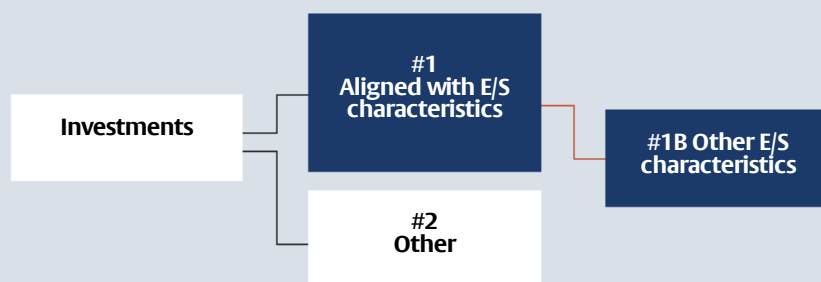 Investments
#1
Aligned with E/S
characteristics
#1B Other E/S
characteristics
#2
Other